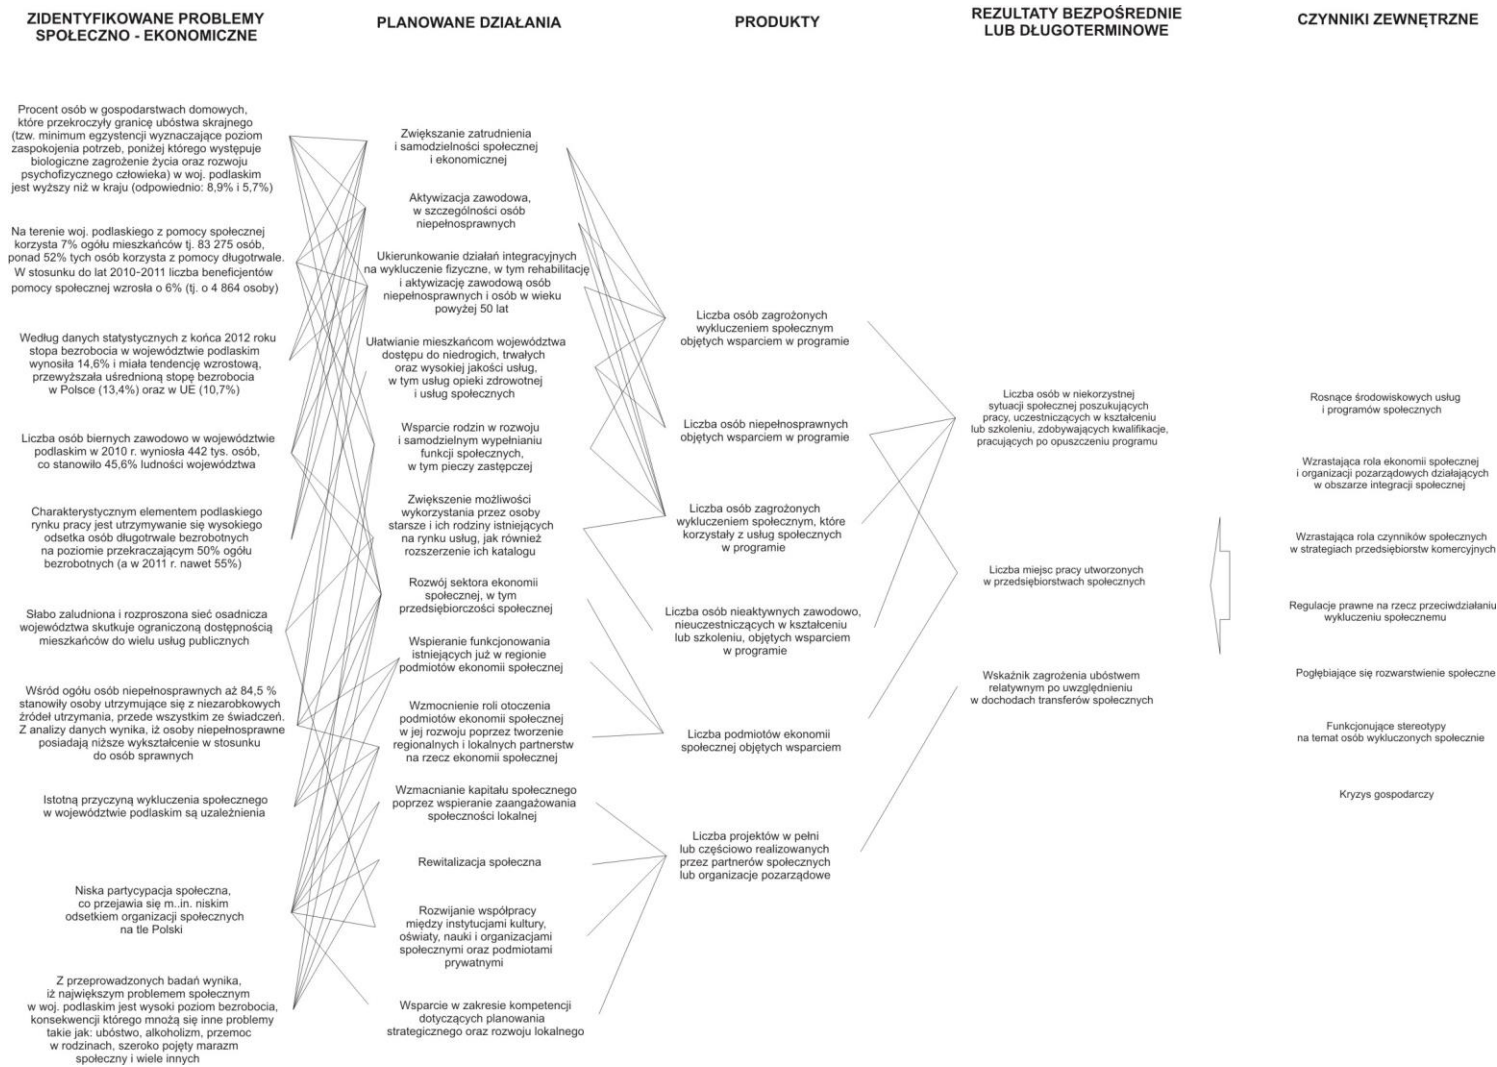 ZIDENTYFIKOWANE PROBLEMY
SPOŁECZNO - EKONOMICZNE
Procent osób w gospodarstwach domowych,
które przekroczyły granicę ubóstwa skrajnego
(tzw. minimum egzystencji wyznaczające poziom
zaspokojenia potrzeb, poniżej którego występuje
biologiczne zagrożenie życia oraz rozwoju
psychofizycznego człowieka) w woj. podlaskim
jest wyższy niż w kraju (odpowiednio: 8,9% i 5,7%)
Na terenie woj. podlaskiego z pomocy społecznej
korzysta 7% ogółu mieszkańców tj. 83 275 osób,
ponad 52% tych osób korzysta z pomocy długotrwale.
W stosunku do lat 2010-2011 liczba beneficjentów
pomocy społecznej wzrosła o 6% (tj. o 4 864 osoby)
Według danych statystycznych z końca 2012 roku
stopa bezrobocia w województwie podlaskim
wynosiła 14,6% i miała tendencję wzrostową,
przewyższała uśrednioną stopę bezrobocia
w Polsce (13,4%) oraz w UE (10,7%)
Liczba osób biernych zawodowo w województwie
podlaskim w 2010 r. wyniosła 442 tys. osób,
co stanowiło 45,6% ludności województwa
Charakterystycznym elementem podlaskiego
rynku pracy jest utrzymywanie się wysokiego
odsetka osób długotrwale bezrobotnych
na poziomie przekraczającym 50% ogółu
bezrobotnych (a w 2011 r. nawet 55%)
Słabo zaludniona i rozproszona sieć osadnicza
województwa skutkuje ograniczoną dostępnością
mieszkańców do wielu usług publicznych
Wśród ogółu osób niepełnosprawnych aż 84,5 %
stanowiły osoby utrzymujące się z niezarobkowych
źródeł utrzymania, przede wszystkim ze świadczeń.
Z analizy danych wynika, iż osoby niepełnosprawne
posiadają niższe wykształcenie w stosunku
do osób sprawnych
Istotną przyczyną wykluczenia społecznego
w województwie podlaskim są uzależnienia
Niska partycypacja społeczna,
co przejawia się m..in. niskim
odsetkiem organizacji społecznych
na tle Polski
Z przeprowadzonych badań wynika,
iż największym problemem społecznym
w woj. podlaskim jest wysoki poziom bezrobocia,
konsekwencji którego mnożą się inne problemy
takie jak: ubóstwo, alkoholizm, przemoc
w rodzinach, szeroko pojęty marazm
społeczny i wiele innych
PLANOWANE DZIAŁANIA
Zwiększanie zatrudnienia
i samodzielności społecznej
i ekonomicznej
Aktywizacja zawodowa,
w szczególności osób
niepełnosprawnych
Ukierunkowanie działań integracyjnych
na wykluczenie fizyczne, w tym rehabilitację
i aktywizację zawodową osób
niepełnosprawnych i osób w wieku
powyżej 50 lat
Ułatwianie mieszkańcom województwa
dostępu do niedrogich, trwałych
oraz wysokiej jakości usług,
w tym usług opieki zdrowotnej
i usług społecznych
Wsparcie rodzin w rozwoju
i samodzielnym wypełnianiu
funkcji społecznych,
w tym pieczy zastępczej
Zwiększenie możliwości
wykorzystania przez osoby
starsze i ich rodziny istniejących
na rynku usług, jak również
rozszerzenie ich katalogu
Rozwój sektora ekonomii
społecznej, w tym
przedsiębiorczości społecznej
Wspieranie funkcjonowania
istniejących już w regionie
podmiotów ekonomii społecznej
Wzmocnienie roli otoczenia
podmiotów ekonomii społecznej
w jej rozwoju poprzez tworzenie
regionalnych i lokalnych partnerstw
na rzecz ekonomii społecznej
Wzmacnianie kapitału społecznego
poprzez wspieranie zaangażowania
społeczności lokalnej
Rewitalizacja społeczna
Rozwijanie współpracy
między instytucjami kultury,
oświaty, nauki i organizacjami
społecznymi oraz podmiotami
prywatnymi
Wsparcie w zakresie kompetencji
dotyczących planowania
strategicznego oraz rozwoju lokalnego
PRODUKTY
Liczba osób zagrożonych
wykluczeniem społecznym
objętych wsparciem w programie
Liczba osób niepełnosprawnych
objętych wsparciem w programie
Liczba osób zagrożonych
wykluczeniem społecznym, które
korzystały z usług społecznych
w programie
Liczba osób nieaktywnych zawodowo,
nieuczestniczących w kształceniu
lub szkoleniu, objętych wsparciem
w programie
Liczba podmiotów ekonomii
społecznej objętych wsparciem
Liczba projektów w pełni
lub częściowo realizowanych
przez partnerów społecznych
lub organizacje pozarządowe
REZULTATY BEZPOŚREDNIE
LUB DŁUGOTERMINOWE
Liczba osób w niekorzystnej
sytuacji społecznej poszukujących
pracy, uczestniczących w kształceniu
lub szkoleniu, zdobywających kwalifikacje,
pracujących po opuszczeniu programu
Liczba miejsc pracy utworzonych
w przedsiębiorstwach społecznych
Wskaźnik zagrożenia ubóstwem
relatywnym po uwzględnieniu
w dochodach transferów społecznych
CZYNNIKI ZEWNĘTRZNE
Rosnące środowiskowych usług
i programów społecznych
Wzrastająca rola ekonomii społecznej
i organizacji pozarządowych działających
w obszarze integracji społecznej
Wzrastająca rola czynników społecznych
w strategiach przedsiębiorstw komercyjnych
Regulacje prawne na rzecz przeciwdziałaniu
wykluczeniu społecznemu
Pogłębiające się rozwarstwienie społeczne
Funkcjonujące stereotypy
na temat osób wykluczonych społecznie
Kryzys gospodarczy